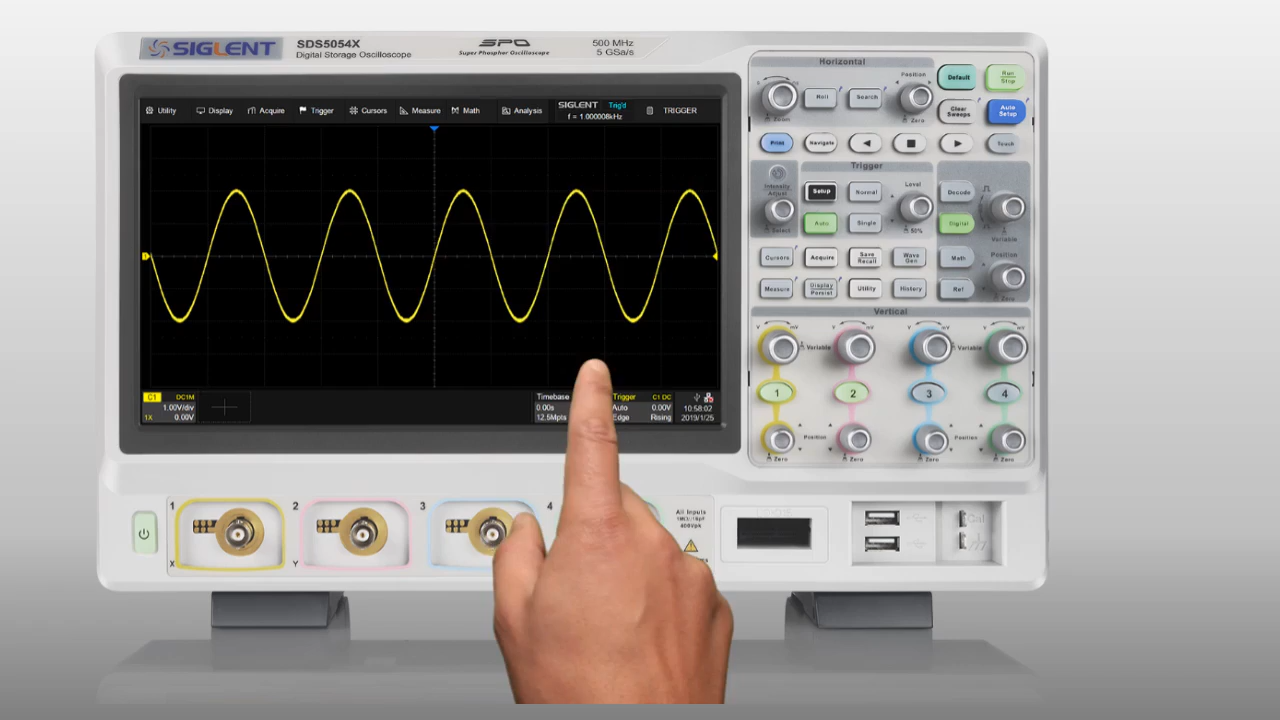 SIGLENT
SDS5054X
Digital Storage Oscilloscope
SPO
Super Phosphor Oscilloscope
500 MHz
5 GSa/s
Utility
Display
Acquire
Trigger
Cursors
Measure
Math
Analysis
SIGLENT Trig'd
f = 1.000008kHz
TRIGGER
C1 DC1M
1.00V/div
1X 0.00V
Timebase
0.00s
12.5Mpts
Trigger C1 DC
Auto 0.00V
Edge Rising
10:58:02
2019/1/25
Horizontal
Zoom
Roll
Search
Position
Zero
Default
Run
Stop
Clear
Sweeps
Auto
Setup
Print
Navigate
Touch
Trigger
Intensity
Adjust
Select
Setup
Normal
Level
Auto
Single
50%
Decode
Digital
Variable
Cursors
Acquire
Save
Recall
Wave
Gen
Math
Position
Measure
Display
Persist
Utility
History
Ref
Zero
Vertical
V mV
V mV
V mV
V mV
Variable
Variable
1
2
3
4
Position
Position
Zero
Zero
Zero
Zero
1
2
3
4
X
Y
All Inputs
400Vpk
Cal